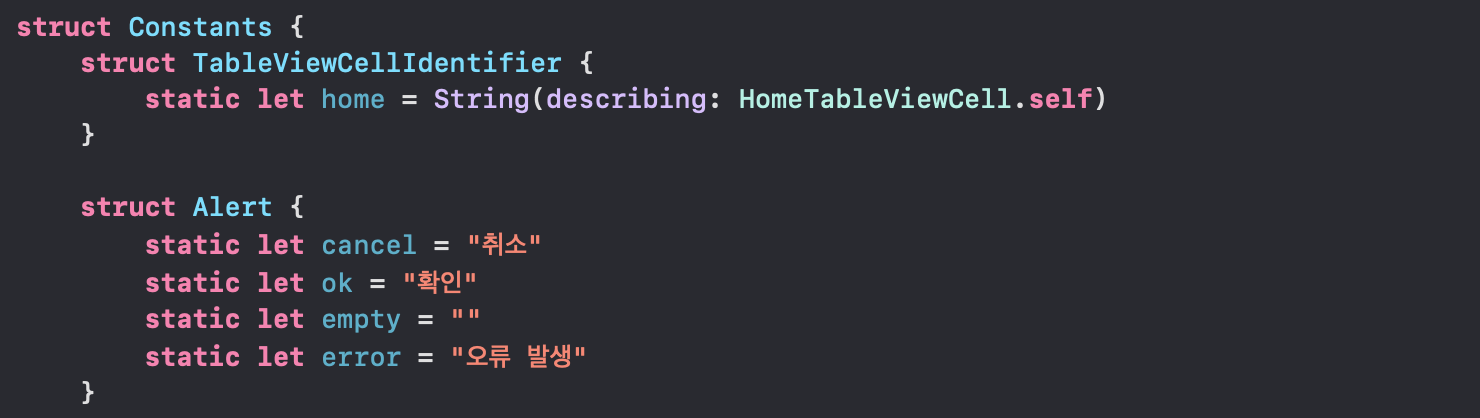 struct Constants {
    struct TableViewCellIdentifier {
        static let home = String(describing: HomeTableViewCell.self)
    }

    struct Alert {
        static let cancel = "취소"
        static let ok = "확인"
        static let empty = ""
        static let error = "오류 발생"
    }